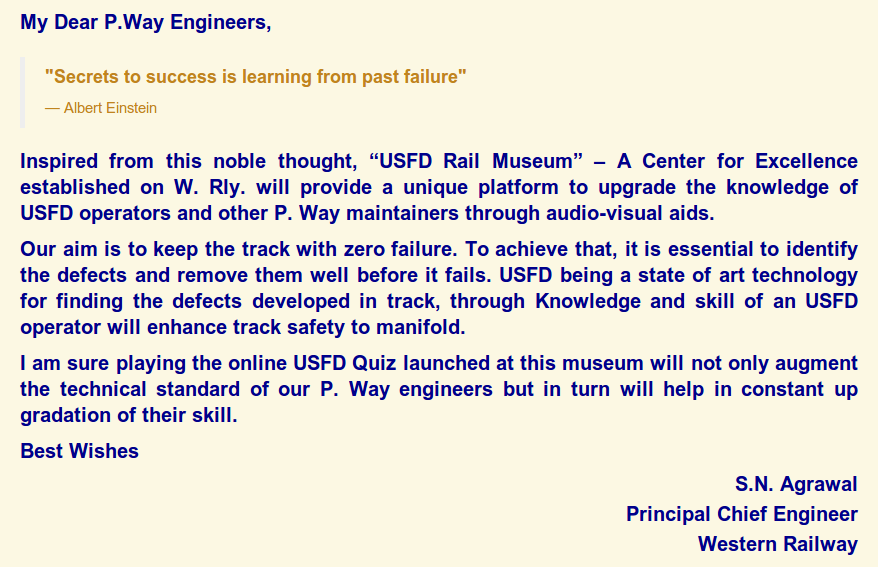 My Dear P.Way Engineers,
"Secrets to success is learning from past failure"
— Albert Einstein
Inspired from this noble thought, “USFD Rail Museum” – A Center for Excellence
established on W. Rly. will provide a unique platform to upgrade the knowledge of
USFD operators and other P. Way maintainers through audio-visual aids.
Our aim is to keep the track with zero failure. To achieve that, it is essential to identify
the defects and remove them well before it fails. USFD being a state of art technology
for finding the defects developed in track, through Knowledge and skill of an USFD
operator will enhance track safety to manifold.
I am sure playing the online USFD Quiz launched at this museum will not only augment
the technical standard of our P. Way engineers but in turn will help in constant up
gradation of their skill.
Best Wishes
S.N. Agrawal
Principal Chief Engineer
Western Railway